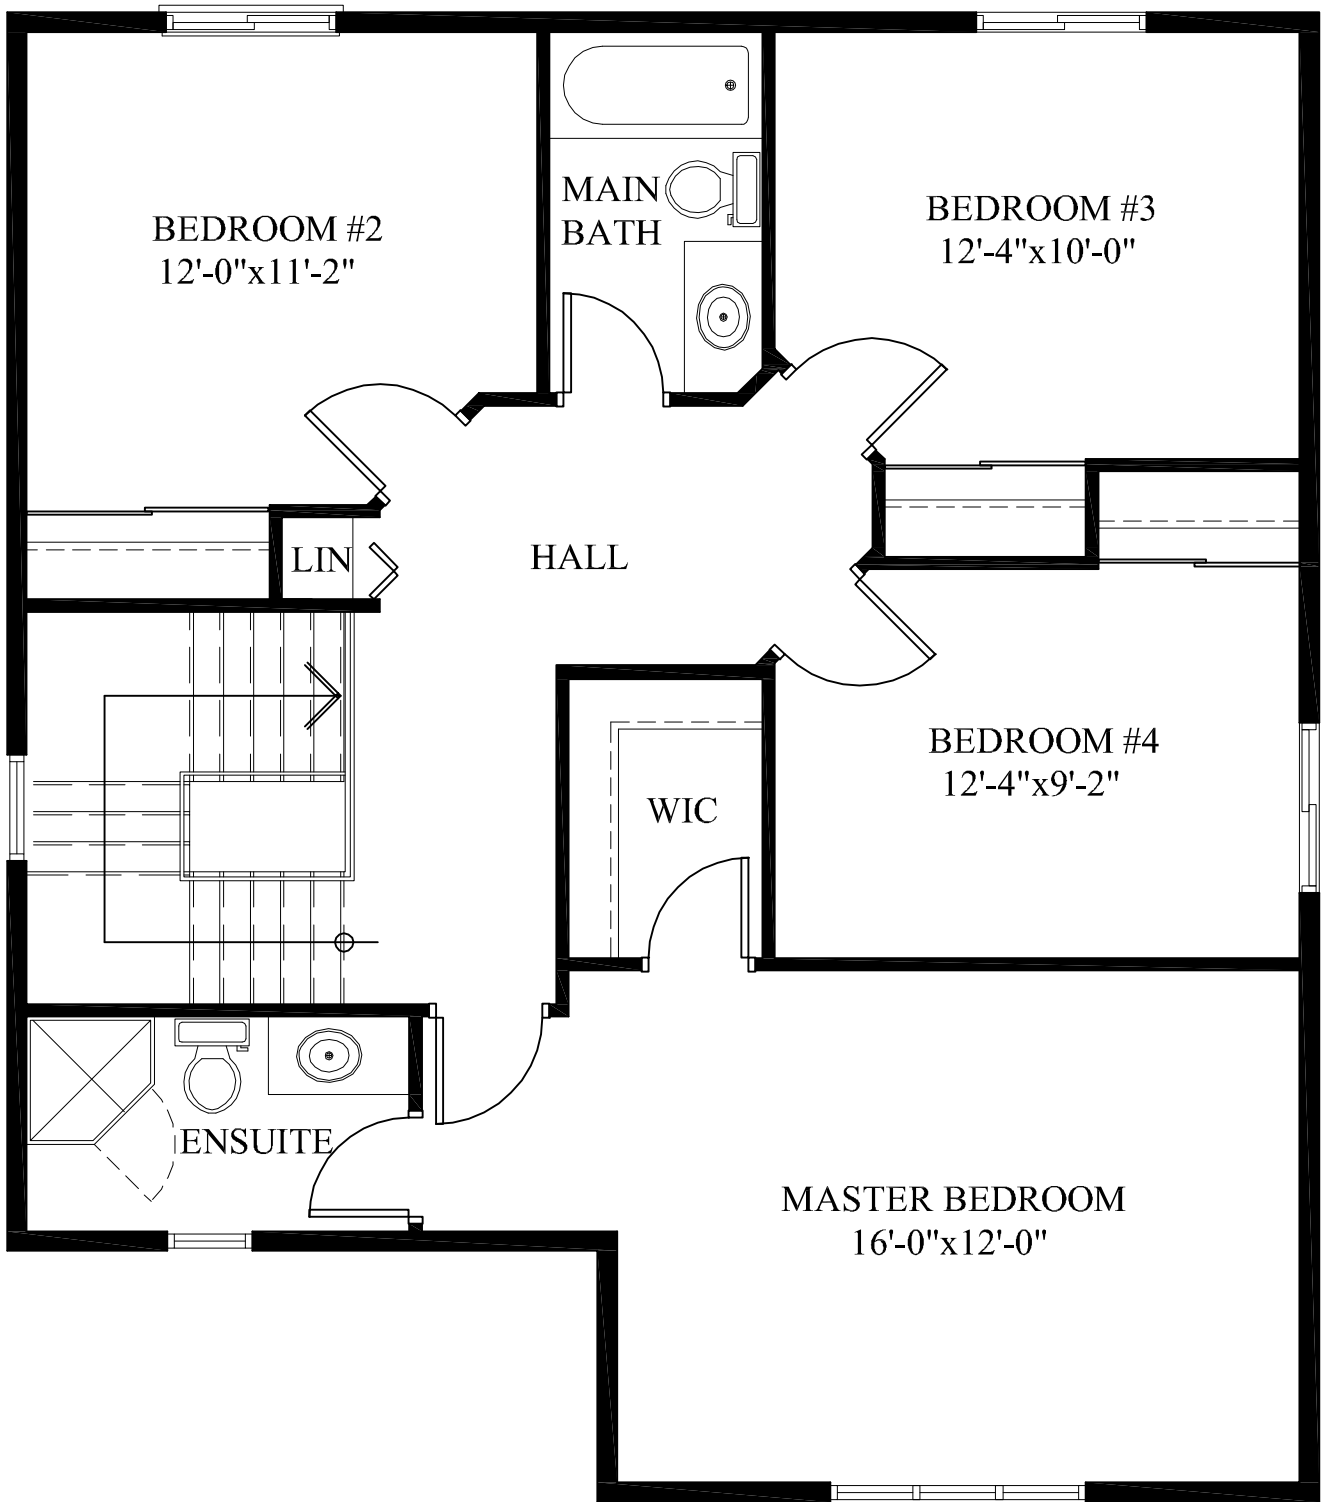 MAIN
BATH
BEDROOM #2
12'-0"x11'-2"
BEDROOM #3
12'-4"x10'-0"
LIN
HALL
BEDROOM #4
12'-4"x9'-2"
WIC
ENSUITE
MASTER BEDROOM
16'-0"x12'-0"